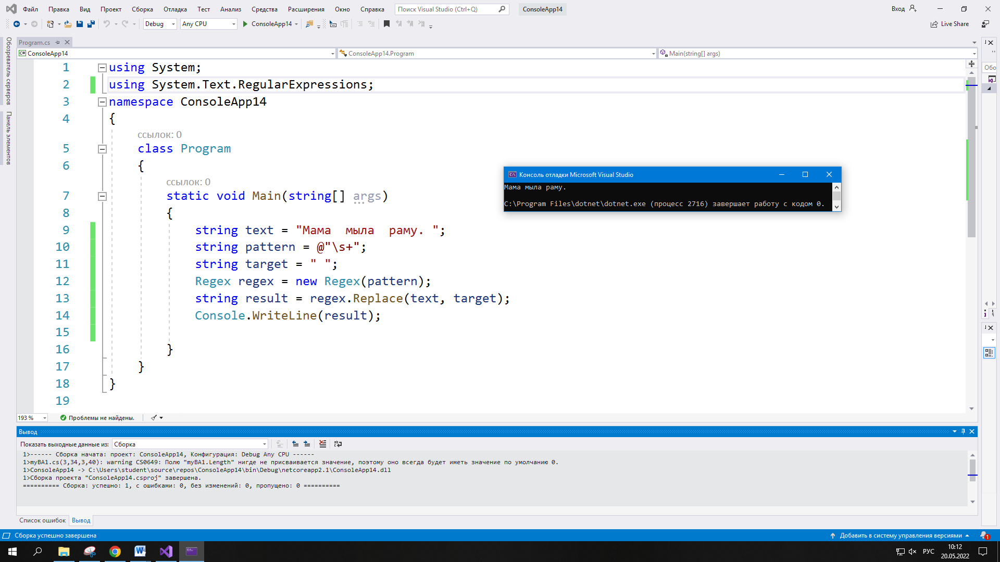 Файл Правка Вид Проект Сборка Отладка Тест Анализ Средства Расширения Окно Справка Поиск Visual Studio (Ctrl+Q) ConsoleApp14 Вход
Debug Any CPU ConsoleApp14 Live Share
Обозреватель серверов
Панель элементов
Program.cs
C# ConsoleApp14 ConsoleApp14.Program Main(string[] args)
1 using System;
2 using System.Text.RegularExpressions;
3 namespace ConsoleApp14
4 {
ссылок: 0
5 class Program
6 {
ссылок: 0
7 static void Main(string[] args)
8 {
9 string text = "Мама  мыла  раму. ";
10 string pattern = @"\s+";
11 string target = " ";
12 Regex regex = new Regex(pattern);
13 string result = regex.Replace(text, target);
14 Console.WriteLine(result);
15
16 }
17 }
18 }
19
Обо
Консоль отладки Microsoft Visual Studio
Мама мыла раму.
C:\Program Files\dotnet\dotnet.exe (процесс 2716) завершает работу с кодом 0.
193 % Проблемы не найдены.
Вывод
Показать выходные данные из: Сборка
1>------ Сборка начата: проект: ConsoleApp14, Конфигурация: Debug Any CPU ------
1>myBA1.cs(3,34,3,40): warning CS0649: Полю "myBA1.Length" нигде не присваивается значение, поэтому оно всегда будет иметь значение по умолчанию 0.
1>ConsoleApp14 -> C:\Users\student\source\repos\ConsoleApp14\bin\Debug\netcoreapp2.1\ConsoleApp14.dll
1>Сборка проекта "ConsoleApp14.csproj" завершена.
========== Сборка: успешно: 1, с ошибками: 0, без изменений: 0, пропущено: 0 ==========
Список ошибок Вывод
Сборка успешно завершена Добавить в систему управления версиями 1
РУС 10:12
20.05.2022